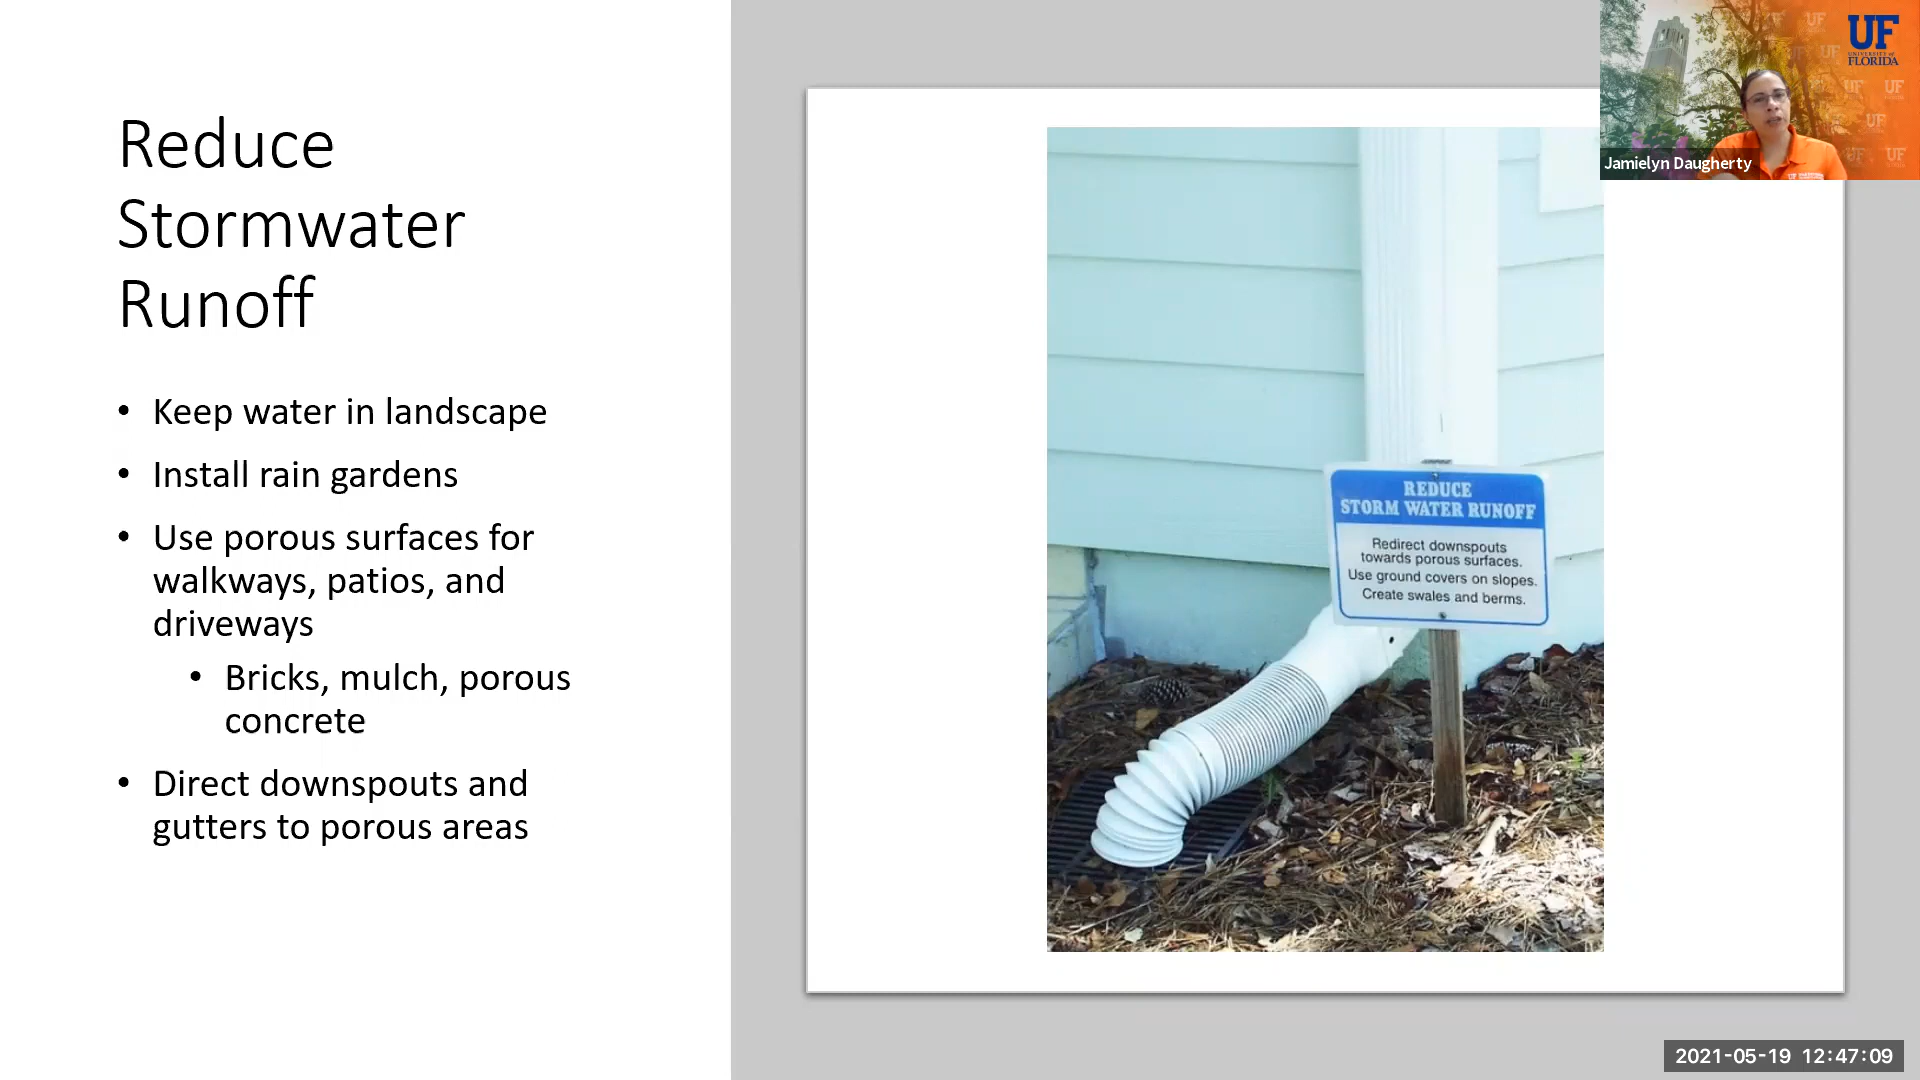 Reduce
Stormwater
Runoff
• Keep water in landscape
• Install rain gardens
• Use porous surfaces for
walkways, patios, and
driveways
• Bricks, mulch, porous
concrete
• Direct downspouts and
gutters to porous areas
REDUCE
STORM WATER RUNOFF
Redirect downspouts
towards porous surfaces.
Use ground covers on slopes.
Create swales and berms.
UF
UNIVERSITY of
FLORIDA
Jamielyn Daugherty
2021-05-19 12:47:09